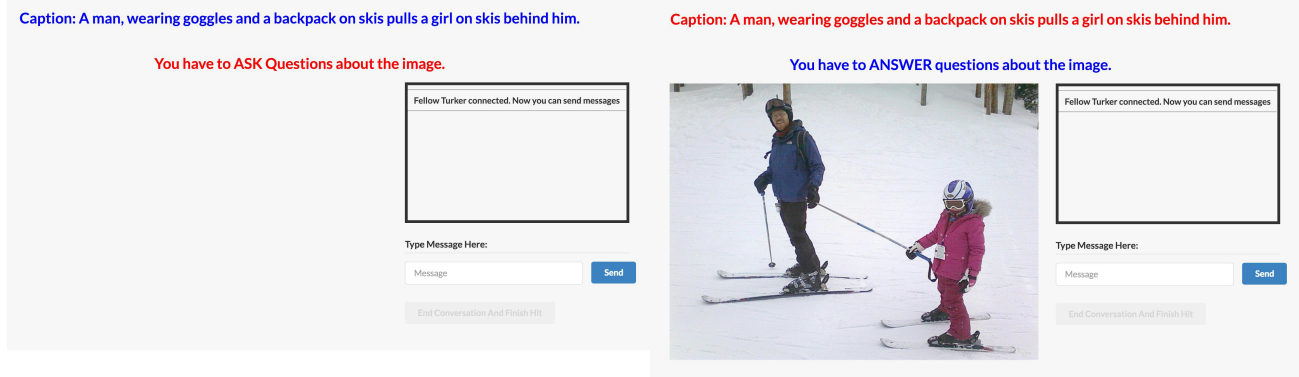 Caption: A man, wearing goggles and a backpack on skis pulls a girl on skis behind him.
You have to ASK Questions about the image.
Fellow Turker connected. Now you can send messages
Type Message Here:
Message
Send
End Conversation And Finish Hit
Caption: A man, wearing goggles and a backpack on skis pulls a girl on skis behind him.
You have to ANSWER questions about the image.
Fellow Turker connected. Now you can send messages
Type Message Here:
Message
Send
End Conversation And Finish Hit